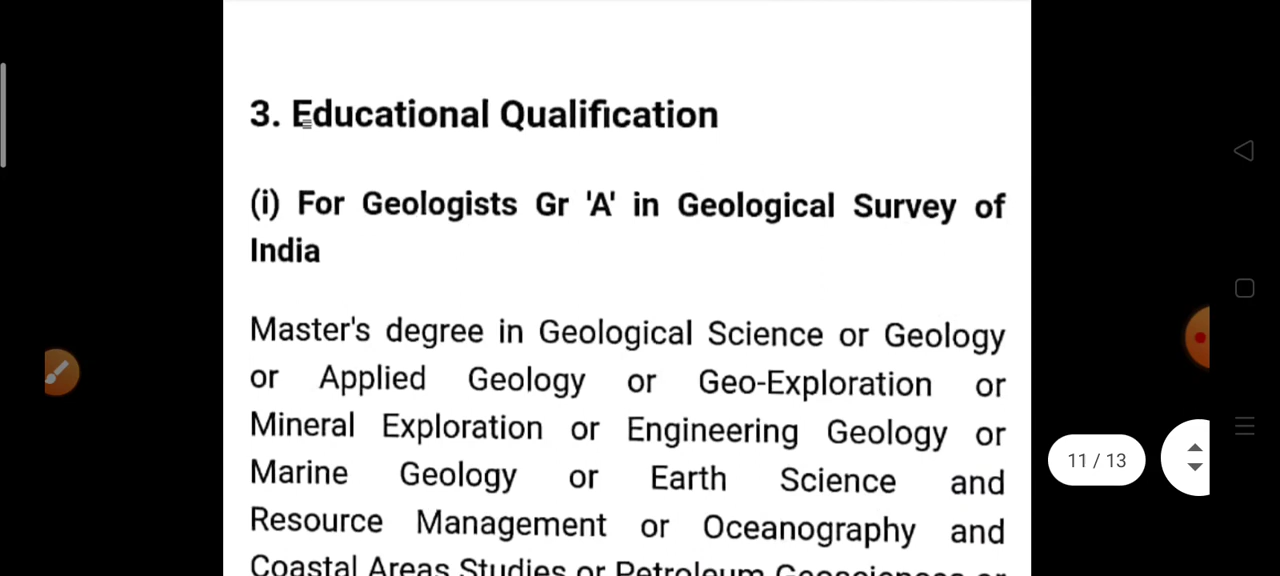 3. Educational Qualification
(i) For Geologists Gr 'A' in Geological Survey of
India
Master's degree in Geological Science or Geology
or Applied Geology or Geo-Exploration or
Mineral Exploration or Engineering Geology or
Marine Geology or Earth Science and
Resource Management or Oceanography and
Coastal Areas Studies or Petroleum Geosciences or
11 / 13